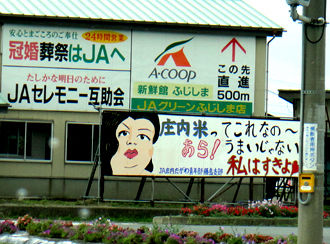 安心とまごころのご奉仕
24時間営業
冠婚葬祭はJAへ
たしかな明日のために
JAセレモニー互助会
A・COOP
新鮮館ふじしま
JAグリーンふじしま店
この先
直進
500m
庄内米ってこれなの～
あら！うまいじゃない
私はすきよ